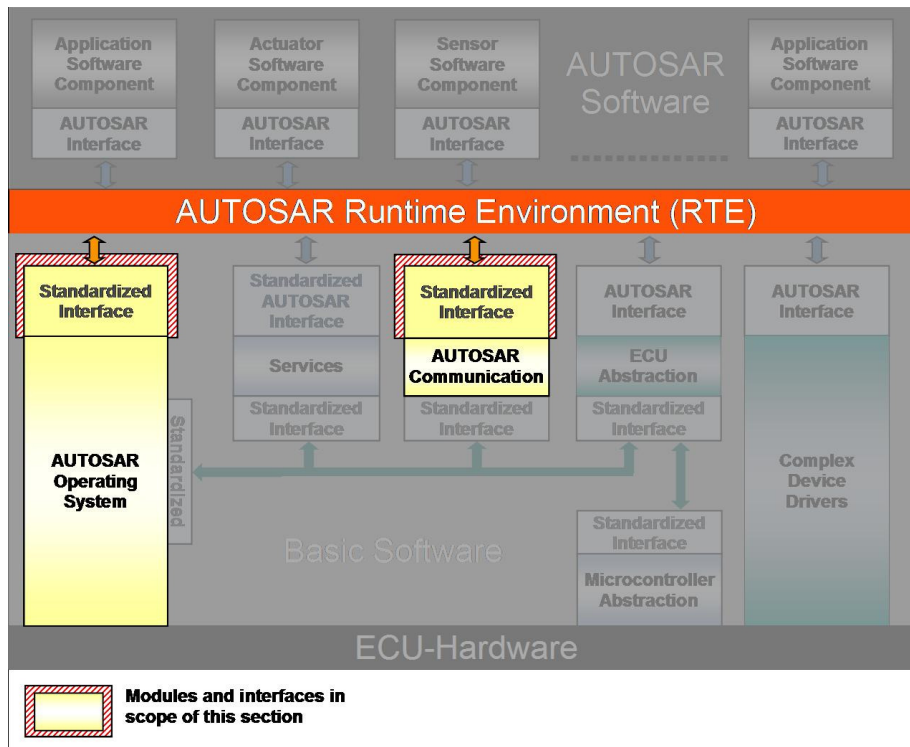 Application
Software
Component
AUTOSAR
Interface
Actuator
Software
Component
AUTOSAR
Interface
Sensor
Software
Component
AUTOSAR
Interface
AUTOSAR
Software
Application
Software
Component
AUTOSAR
Interface
AUTOSAR Runtime Environment (RTE)
Standardized
Interface
AUTOSAR
Operating
System
Standardized
Standardized
AUTOSAR
Interface
Services
Standardized
Interface
Standardized
Interface
AUTOSAR
Communication
Standardized
Interface
AUTOSAR
Interface
ECU
Abstraction
Standardized
Interface
Standardized
Interface
Microcontroller
Abstraction
AUTOSAR
Interface
Complex
Device
Drivers
Basic Software
ECU-Hardware
Modules and interfaces in
scope of this section